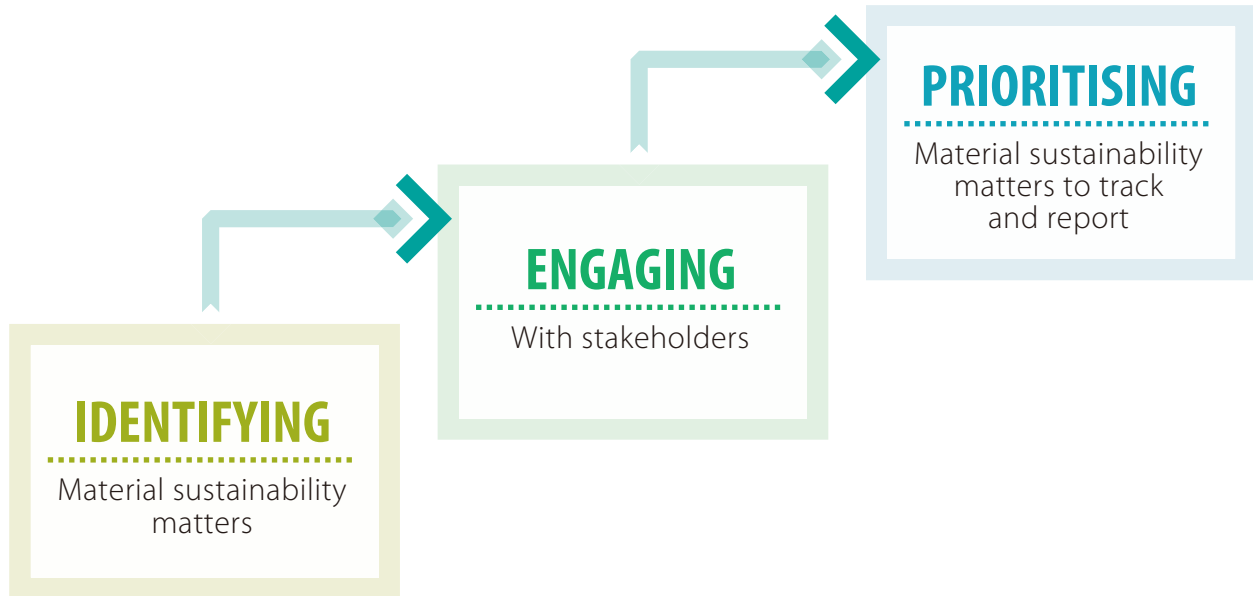 IDENTIFYING
Material sustainability
matters
ENGAGING
With stakeholders
PRIORITISING
Material sustainability
matters to track
and report